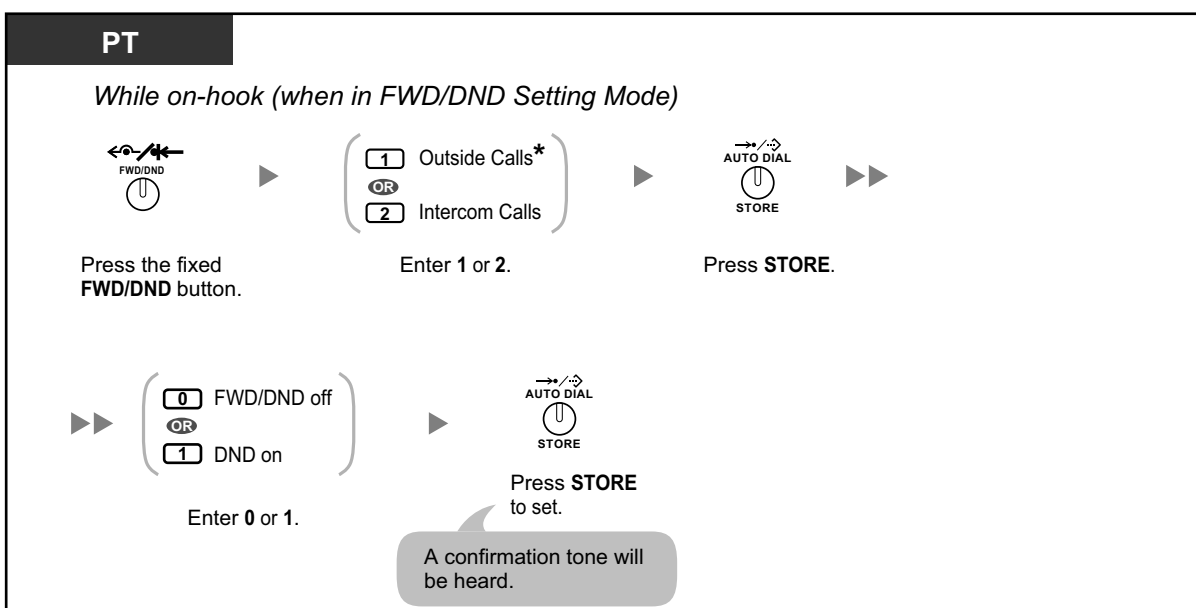 PT
While on-hook (when in FWD/DND Setting Mode)
FWD/DND
Press the fixed
FWD/DND button.
1 Outside Calls*
OR
2 Intercom Calls
Enter 1 or 2.
AUTO DIAL
STORE
Press STORE.
0 FWD/DND off
OR
1 DND on
Enter 0 or 1.
AUTO DIAL
STORE
Press STORE
to set.
A confirmation tone will
be heard.